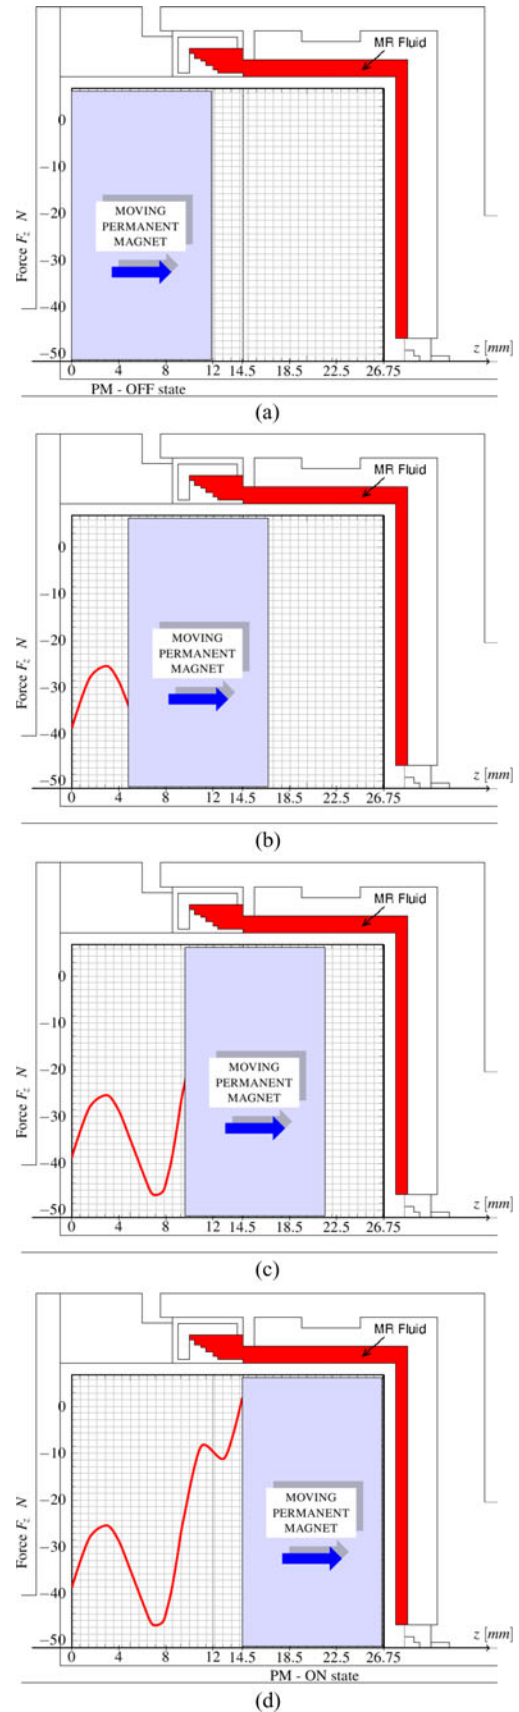 MR Fluid
0
−10
−20
−30
−40
−50
Force F_z N
MOVING
PERMANENT
MAGNET
z [mm]
0 4 8 12 14.5 18.5 22.5 26.75
PM - OFF state
(a)
MR Fluid
0
−10
−20
−30
−40
−50
Force F_z N
MOVING
PERMANENT
MAGNET
z [mm]
0 4 8 12 14.5 18.5 22.5 26.75
(b)
MR Fluid
0
−10
−20
−30
−40
−50
Force F_z N
MOVING
PERMANENT
MAGNET
z [mm]
0 4 8 12 14.5 18.5 22.5 26.75
(c)
MR Fluid
0
−10
−20
−30
−40
−50
Force F_z N
MOVING
PERMANENT
MAGNET
z [mm]
0 4 8 12 14.5 18.5 22.5 26.75
PM - ON state
(d)